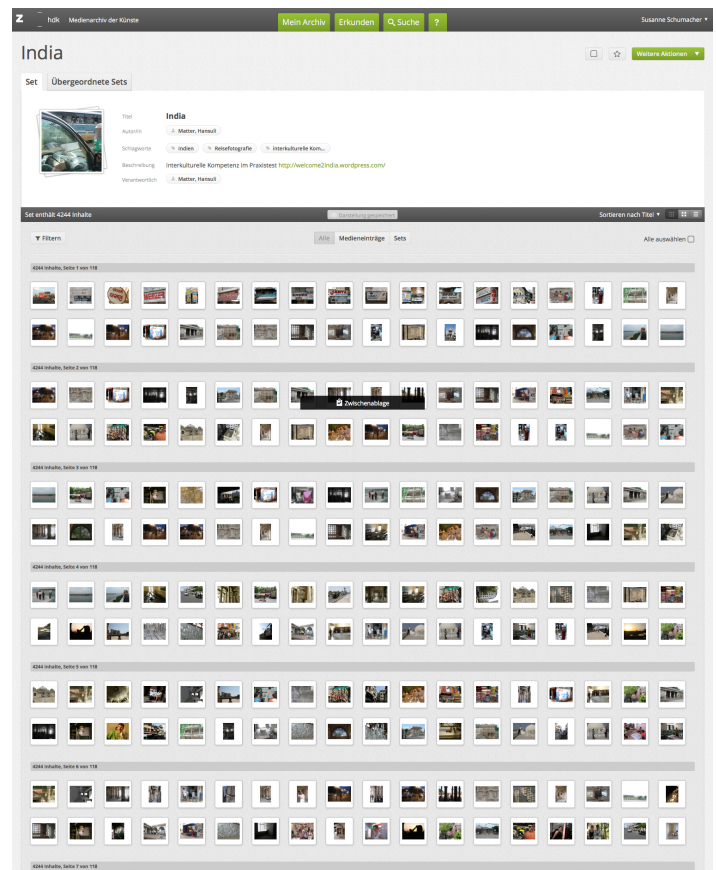 Z hdk Medienarchiv der Künste
Mein Archiv Erkunden Suche ? Susanne Schumacher
India
Weitere Aktionen
Set Übergeordnete Sets
Titel India
Autor/in Matter, Hansuli
Schlagworte Indien Reisefotografie Interkulturelle Kom...
Beschreibung interkulturelle Kompetenz im Praxistest http://welcome2india.wordpress.com/
Verantwortlich Matter, Hansuli
Set enthält 4244 Inhalte Darstellung gespeichert Sortieren nach Titel
Filtern Alle Medieneinträge Sets Alle auswählen
4244 Inhalte, Seite 1 von 118
4244 Inhalte, Seite 2 von 118
Zwischenablage
4244 Inhalte, Seite 3 von 118
4244 Inhalte, Seite 4 von 118
4244 Inhalte, Seite 5 von 118
4244 Inhalte, Seite 6 von 118
4244 Inhalte, Seite 7 von 118